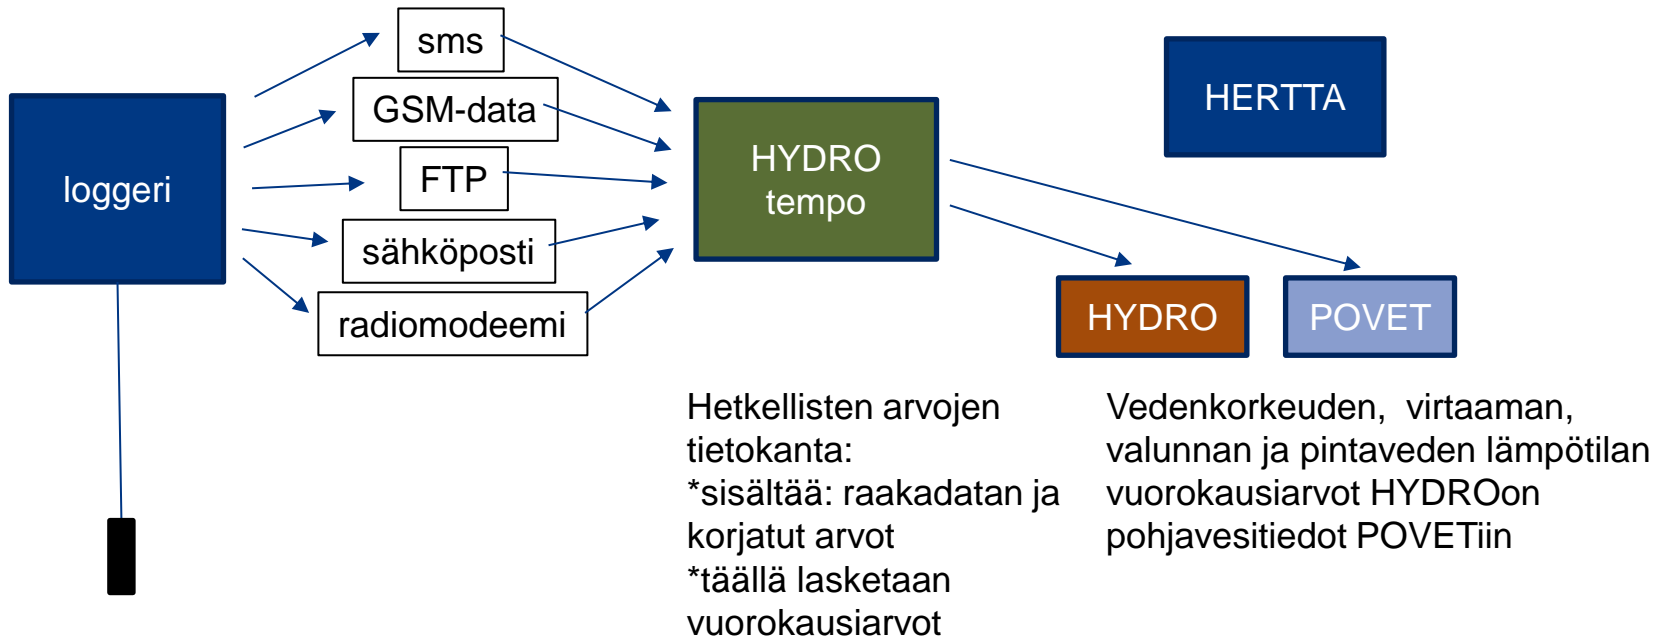 loggeri
sms
GSM-data
FTP
sähköposti
radiomodeemi
HYDRO
tempo
HERTTA
HYDRO
POVET
Hetkellisten arvojen
tietokanta:
*sisältää: raakadatan ja
korjatut arvot
*täällä lasketaan
vuorokausiarvot
Vedenkorkeuden, virtaaman,
valunnan ja pintaveden lämpötilan
vuorokausiarvot HYDROon
pohjavesitiedot POVETiin